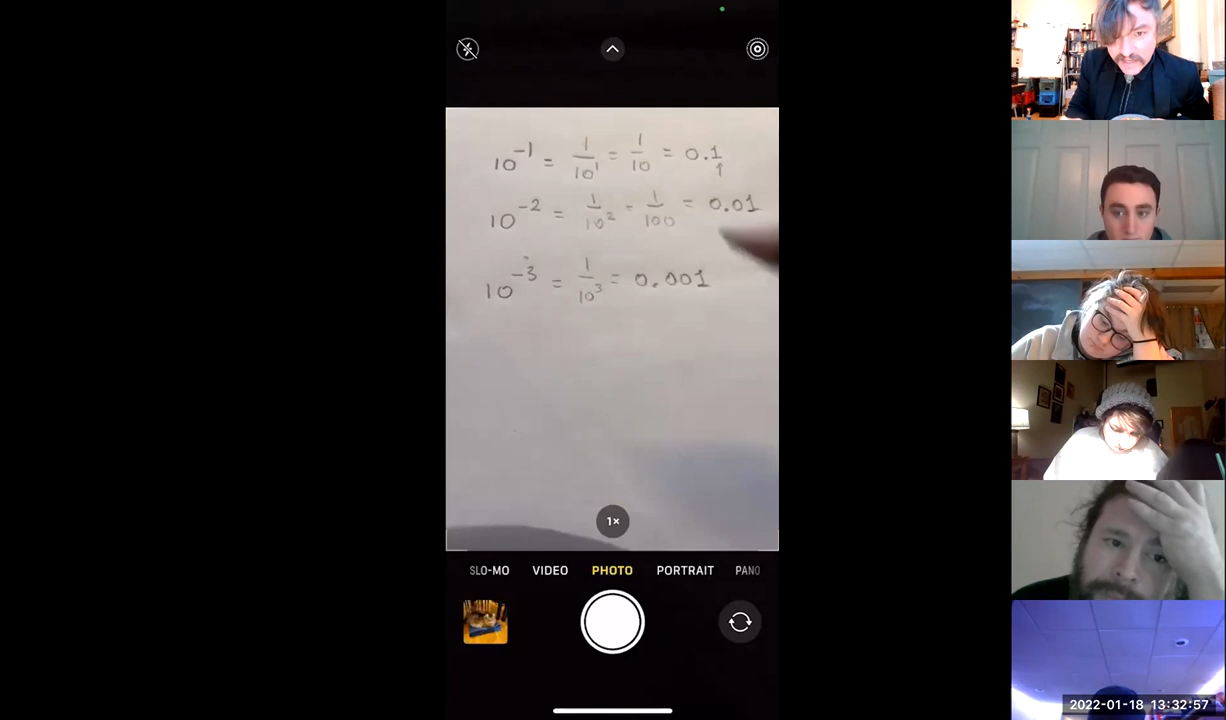 10⁻¹ = 1/10¹ = 1/10 = 0.1
10⁻² = 1/10² = 1/100 = 0.01
10⁻³ = 1/10³ = 0.001
1×
SLO-MO VIDEO PHOTO PORTRAIT PANO
2022-01-18 13:32:57